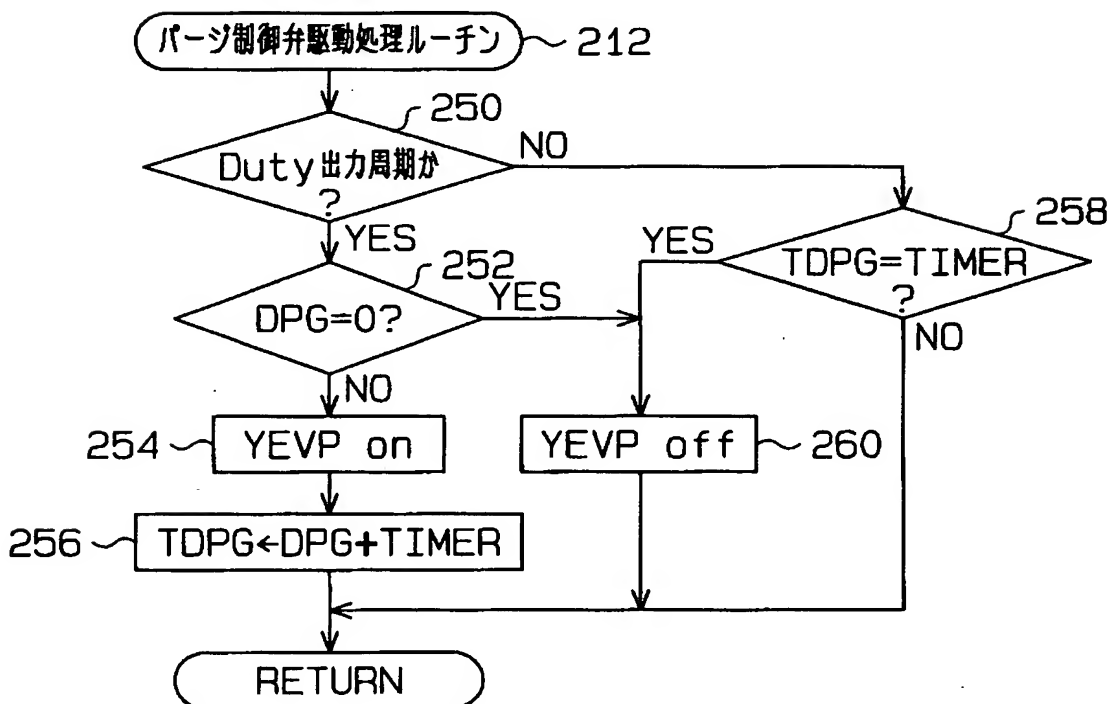 パージ制御弁駆動処理ルーチン 212
250
Duty出力周期か
?
NO
YES
258
TDPG=TIMER
?
YES
NO
252
DPG=0?
YES
NO
254
YEVP on
YEVP off
260
256
TDPG←DPG+TIMER
RETURN